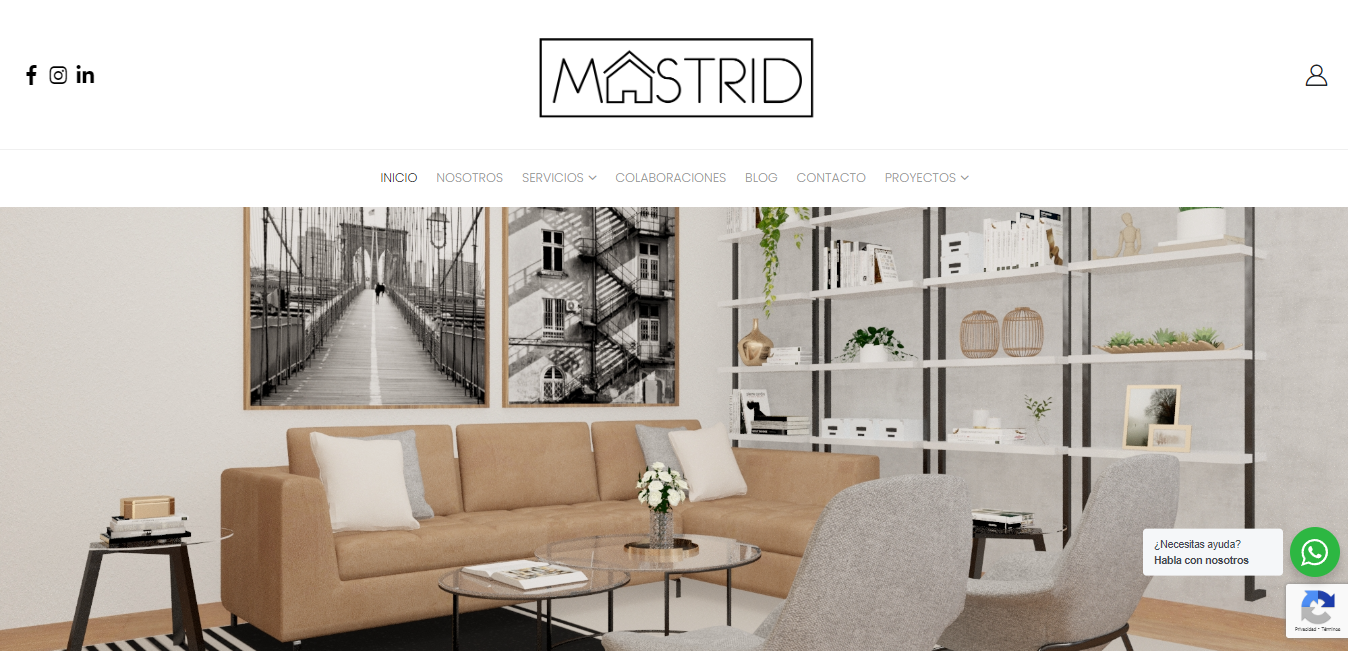 MASTRID
INICIO NOSOTROS SERVICIOS COLABORACIONES BLOG CONTACTO PROYECTOS
¿Necesitas ayuda?
Habla con nosotros
Privacidad - Términos